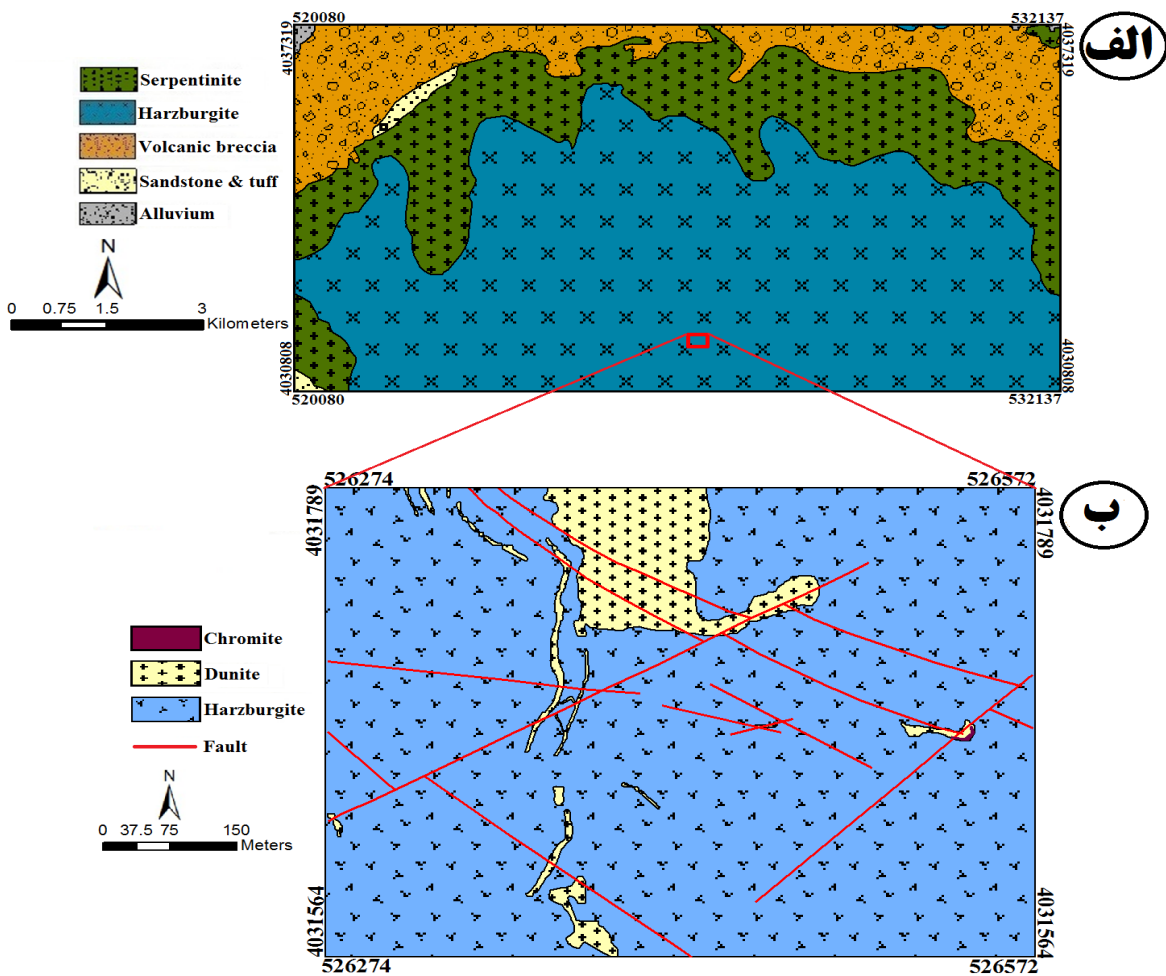 520080
532137
الف
4037319
4037319
Serpentinite
Harzburgite
Volcanic breccia
Sandstone & tuff
Alluvium
N
0 0.75 1.5 3
Kilometers
4030808
4030808
520080
532137
526274
526572
ب
4031789
4031789
Chromite
Dunite
Harzburgite
Fault
N
0 37.5 75 150
Meters
4031564
4031564
526274
526572